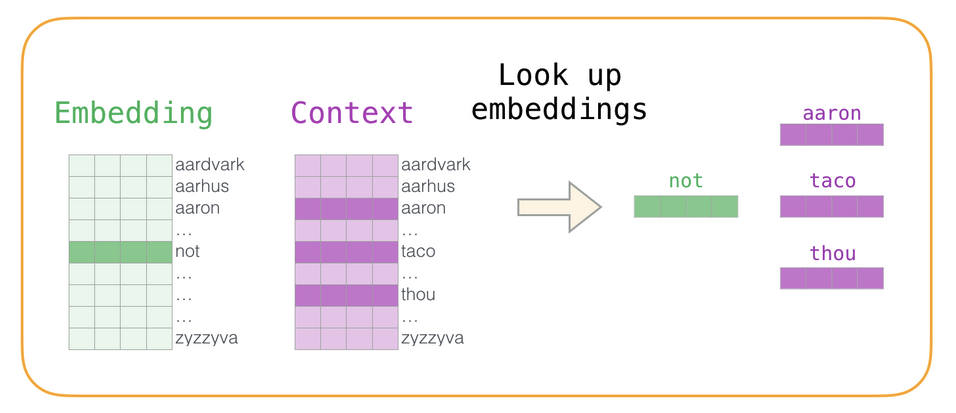 Look up
embeddings
Embedding
Context
aardvark
aarhus
aaron
...
not
...
...
...
zyzzyva
aardvark
aarhus
aaron
...
taco
...
thou
...
zyzzyva
not
aaron
taco
thou